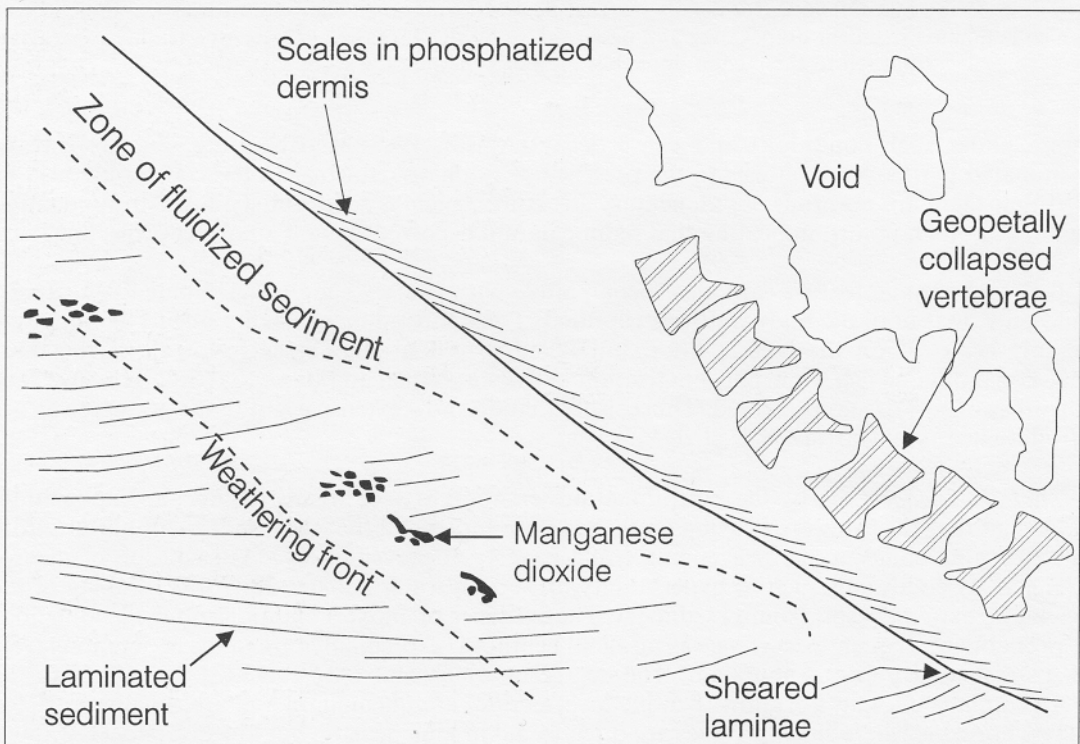 Scales in phosphatized
dermis
Zone of fluidized sediment
Void
Geopetally
collapsed
vertebrae
Weathering front
Manganese
dioxide
Laminated
sediment
Sheared
laminae